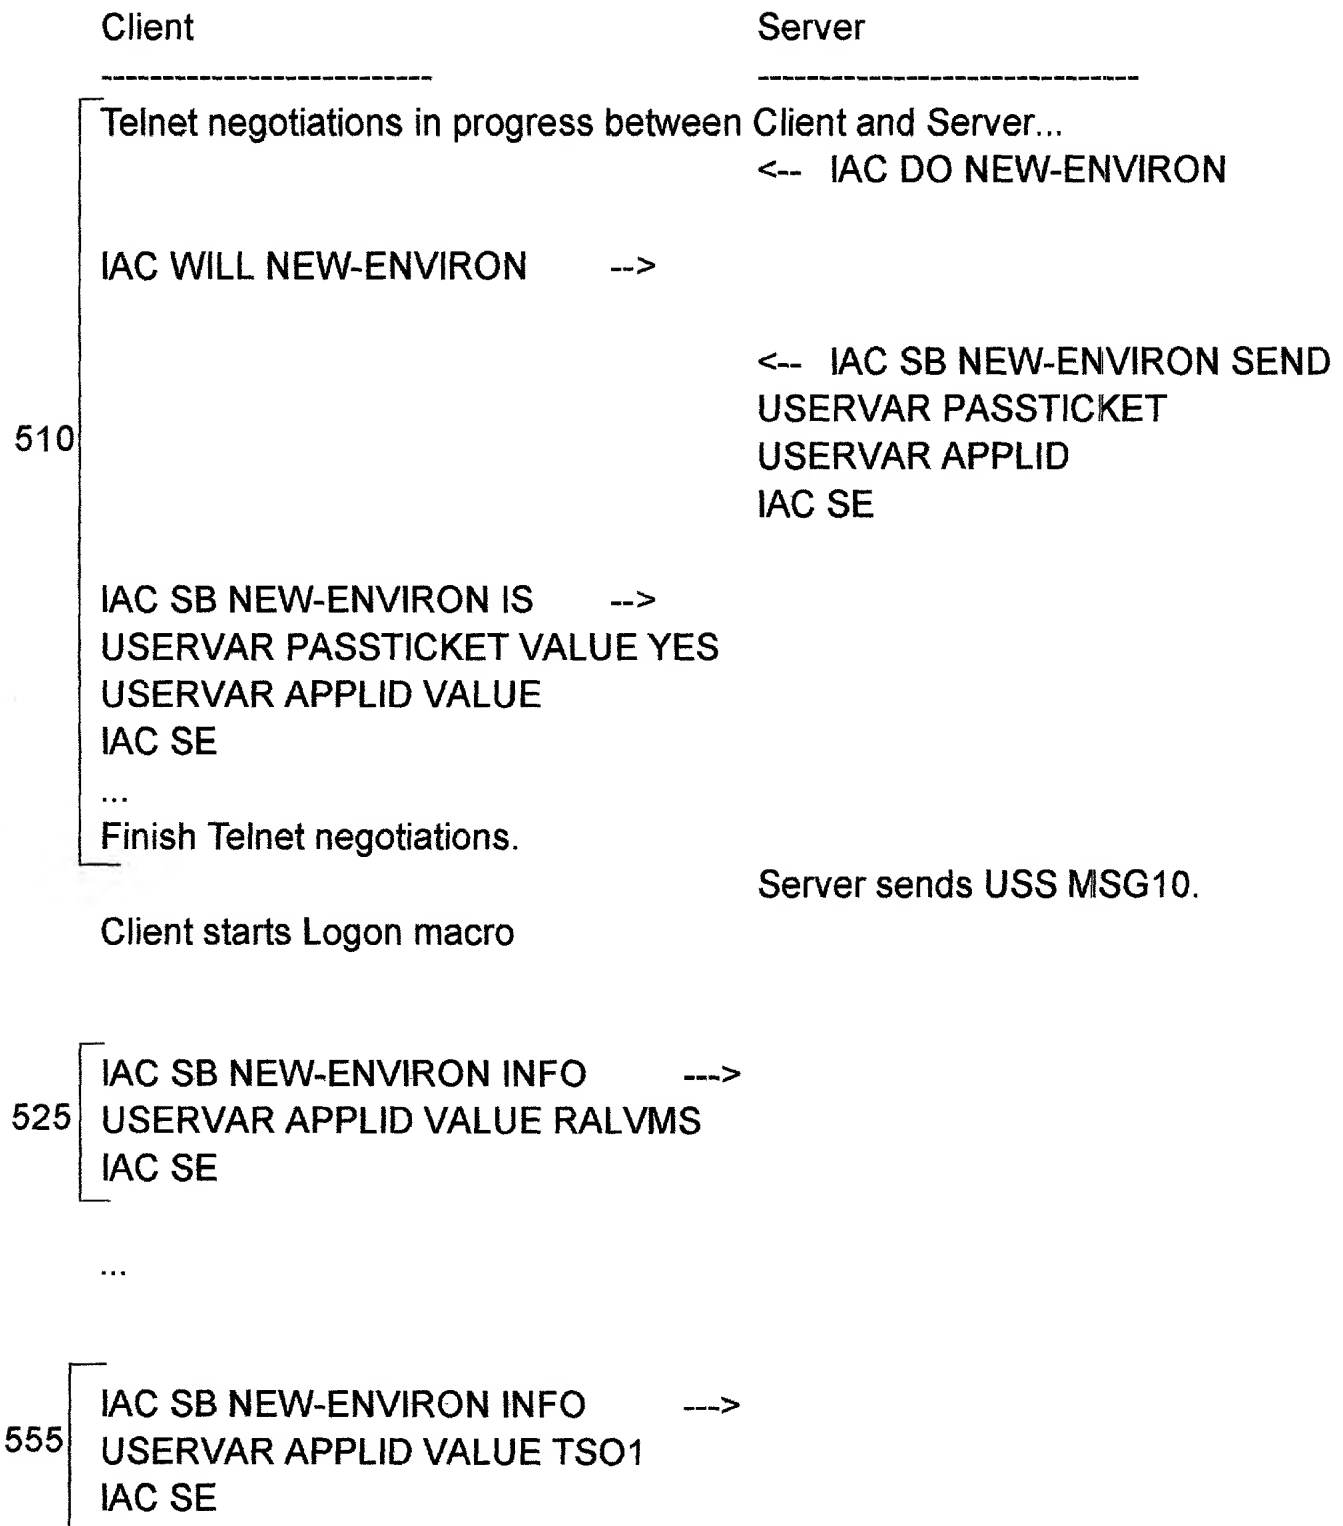 Client Server
--------------------------- -------------------------------
Telnet negotiations in progress between Client and Server...
<-- IAC DO NEW-ENVIRON
IAC WILL NEW-ENVIRON -->
<-- IAC SB NEW-ENVIRON SEND
USERVAR PASSTICKET
510
USERVAR APPLID
IAC SE
IAC SB NEW-ENVIRON IS -->
USERVAR PASSTICKET VALUE YES
USERVAR APPLID VALUE
IAC SE
...
Finish Telnet negotiations.
Server sends USS MSG10.
Client starts Logon macro
IAC SB NEW-ENVIRON INFO --->
525 USERVAR APPLID VALUE RALVMS
IAC SE
...
IAC SB NEW-ENVIRON INFO --->
555 USERVAR APPLID VALUE TSO1
IAC SE